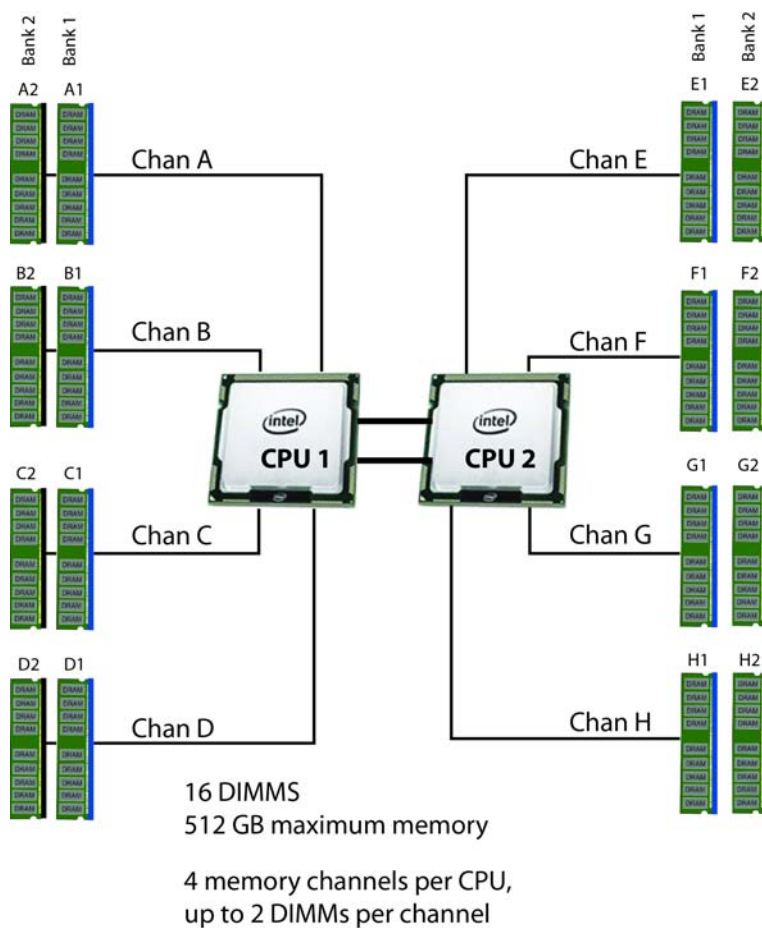 Bank 2
Bank 1
Bank 1
Bank 2
A2 A1
E1 E2
DRAM
Chan A
Chan E
B2 B1
F1 F2
Chan B
Chan F
intel
CPU 1
intel
CPU 2
C2 C1
G1 G2
Chan C
Chan G
D2 D1
H1 H2
Chan D
Chan H
16 DIMMS
512 GB maximum memory
4 memory channels per CPU,
up to 2 DIMMs per channel